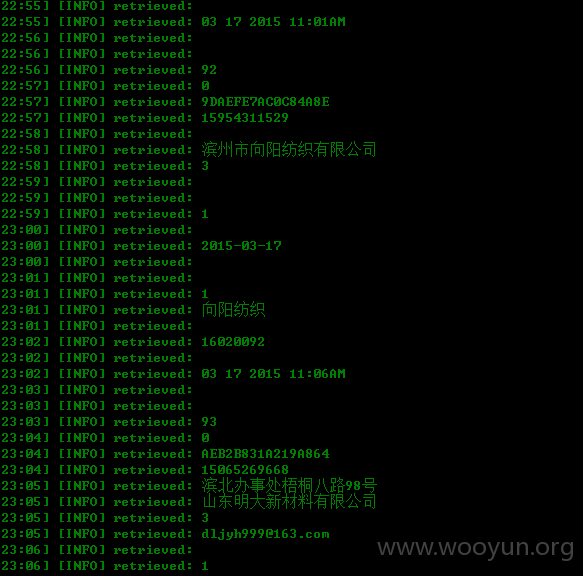 22:55] [INFO] retrieved:
22:55] [INFO] retrieved: 03 17 2015 11:01AM
22:56] [INFO] retrieved:
22:56] [INFO] retrieved:
22:56] [INFO] retrieved: 92
22:57] [INFO] retrieved: 0
22:57] [INFO] retrieved: 9DAEFE7AC0C84A8E
22:57] [INFO] retrieved: 15954311529
22:58] [INFO] retrieved:
22:58] [INFO] retrieved: 滨州市向阳纺织有限公司
22:58] [INFO] retrieved: 3
22:59] [INFO] retrieved:
22:59] [INFO] retrieved:
22:59] [INFO] retrieved: 1
23:00] [INFO] retrieved:
23:00] [INFO] retrieved: 2015-03-17
23:00] [INFO] retrieved:
23:01] [INFO] retrieved:
23:01] [INFO] retrieved: 1
23:01] [INFO] retrieved: 向阳纺织
23:01] [INFO] retrieved:
23:02] [INFO] retrieved: 16020092
23:02] [INFO] retrieved:
23:02] [INFO] retrieved: 03 17 2015 11:06AM
23:03] [INFO] retrieved:
23:03] [INFO] retrieved:
23:03] [INFO] retrieved: 93
23:04] [INFO] retrieved: 0
23:04] [INFO] retrieved: AEB2B831A219A864
23:04] [INFO] retrieved: 15065269668
23:05] [INFO] retrieved: 滨北办事处梧桐八路98号
23:05] [INFO] retrieved: 山东明大新材料有限公司
23:05] [INFO] retrieved: 3
23:05] [INFO] retrieved: dljyh999@163.com
23:06] [INFO] retrieved:
23:06] [INFO] retrieved: 1
www.wooyun.org